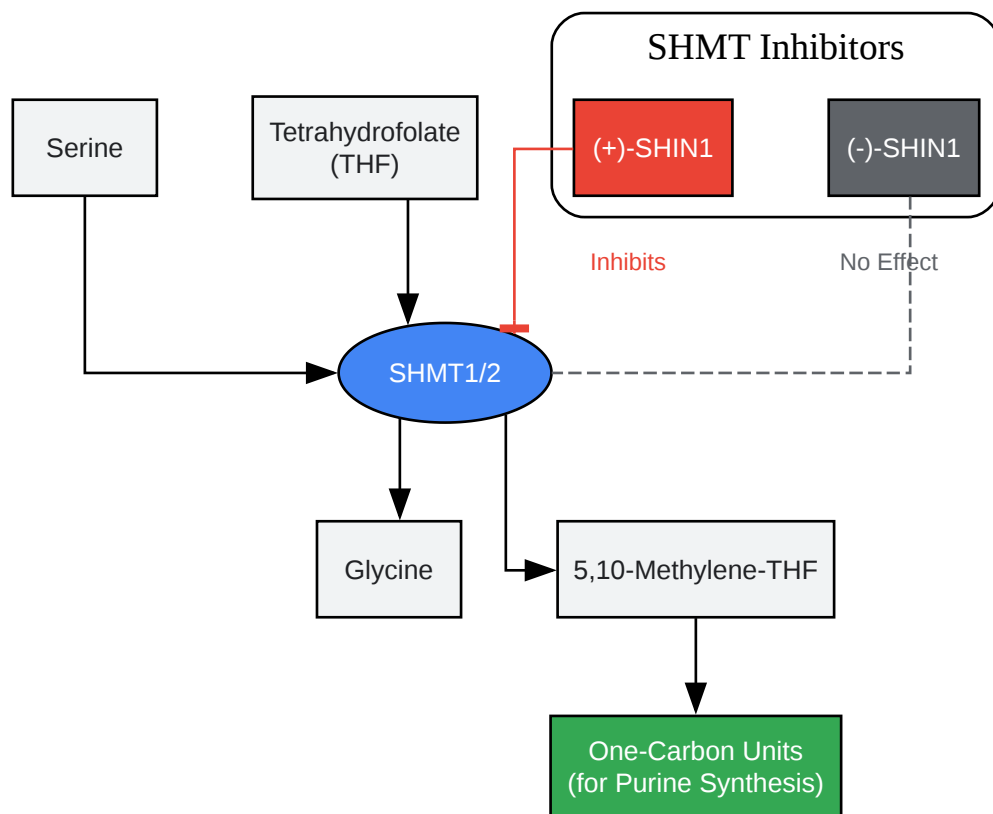 SHMT Inhibitors
Serine
Tetrahydrofolate
(THF)
(+)-SHIN1
(-)-SHIN1
Inhibits
No Effect
SHMT1/2
Glycine
5,10-Methylene-THF
One-Carbon Units
(for Purine Synthesis)